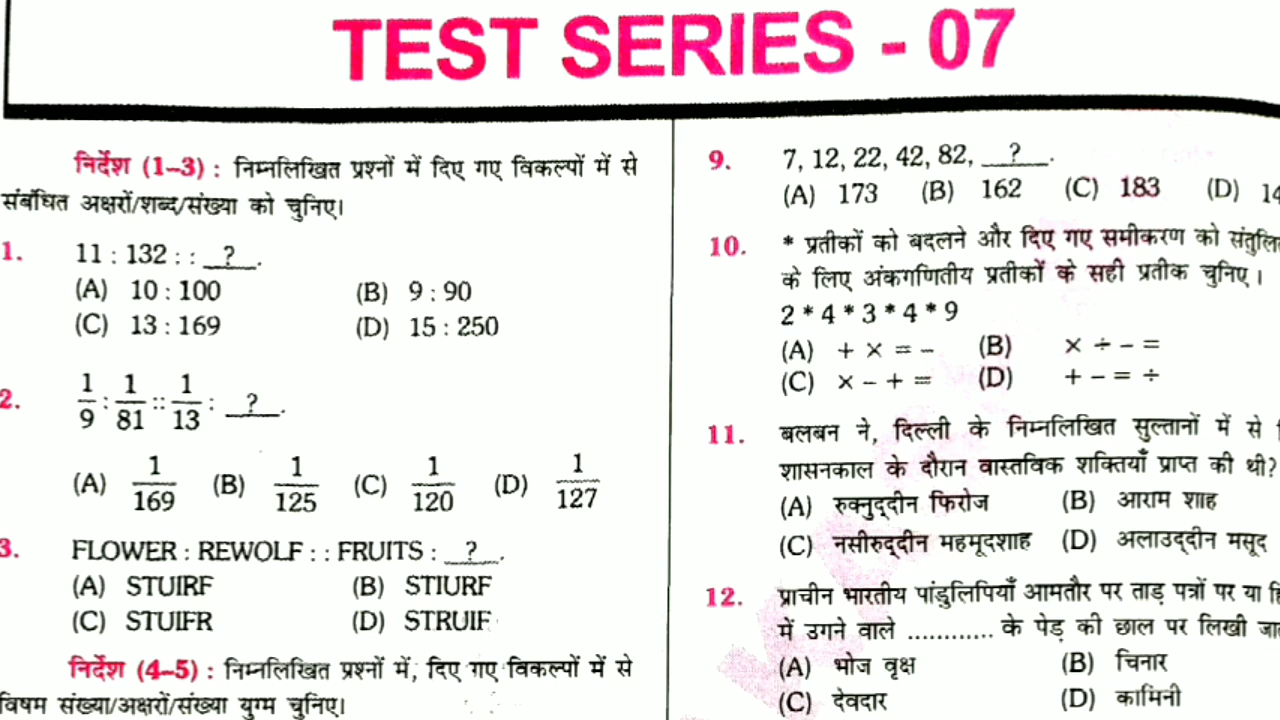 TEST SERIES - 07
निर्देश (1–3) : निम्नलिखित प्रश्नों में दिए गए विकल्पों में से
संबंधित अक्षरों/शब्द/संख्या को चुनिए।
1. 11 : 132 : : ? .
(A) 10 : 100 (B) 9 : 90
(C) 13 : 169 (D) 15 : 250
2. 1/9 : 1/81 :: 1/13 : ? .
(A) 1/169 (B) 1/125 (C) 1/120 (D) 1/127
3. FLOWER : REWOLF : : FRUITS : ? .
(A) STUIRF (B) STIURF
(C) STUIFR (D) STRUIF
निर्देश (4–5) : निम्नलिखित प्रश्नों में, दिए गए विकल्पों में से
विषम संख्या/अक्षरों/संख्या युग्म चुनिए।
9. 7, 12, 22, 42, 82, ? .
(A) 173 (B) 162 (C) 183 (D) 14
10. * प्रतीकों को बदलने और दिए गए समीकरण को
के लिए अंकगणितीय प्रतीकों के सही प्रतीक चुनिए।
2 * 4 * 3 * 4 * 9
(A) + × = – (B) × ÷ – =
(C) × – + = (D) + – = ÷
11. बलबन ने, दिल्ली के निम्नलिखित सुल्तानों में से
शासनकाल के दौरान वास्तविक शक्तियाँ प्राप्त की थी?
(A) रुक्नुद्दीन फिरोज (B) आराम शाह
(C) नसीरुद्दीन महमूदशाह (D) अलाउद्दीन मसूद
12. प्राचीन भारतीय पांडुलिपियाँ आमतौर पर ताड़ पत्रों पर या
में उगने वाले ............ के पेड़ की छाल पर लिखी
(A) भोज वृक्ष (B) चिनार
(C) देवदार (D) कामिनी